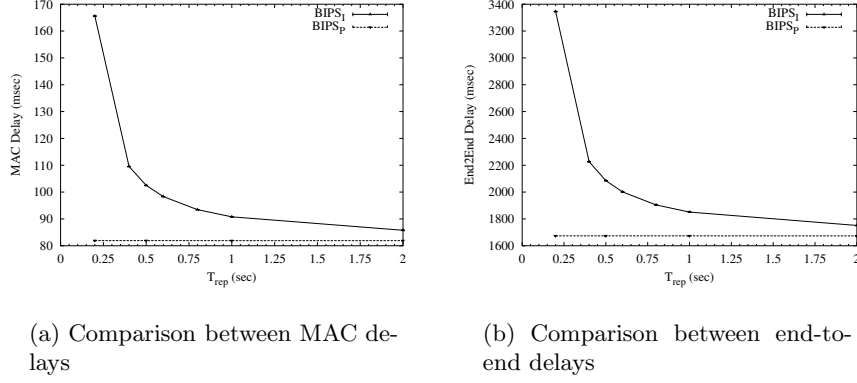 170
160
150
140
130
120
110
100
90
80
MAC Delay (msec)
0 0.25 0.5 0.75 1 1.25 1.5 1.75 2
T_rep (sec)
BIPS_I
BIPS_P
3400
3200
3000
2800
2600
2400
2200
2000
1800
1600
End2End Delay (msec)
0 0.25 0.5 0.75 1 1.25 1.5 1.75 2
T_rep (sec)
BIPS_I
BIPS_P
(a) Comparison between MAC de-
lays
(b) Comparison between end-to-
end delays